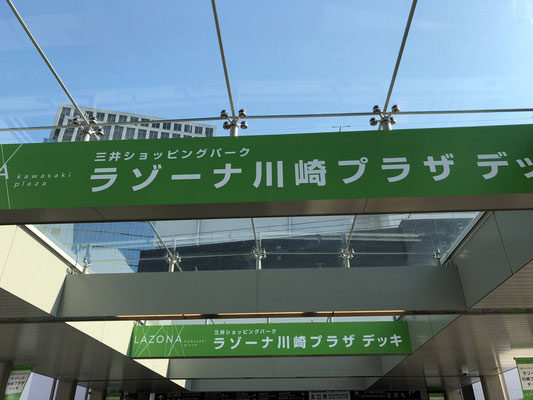 三井ショッピングパーク
A kawasaki
plaza
ラゾーナ川崎プラザ デッ
三井ショッピングパーク
LAZONA kawasaki
plaza
ラゾーナ川崎プラザ デッキ